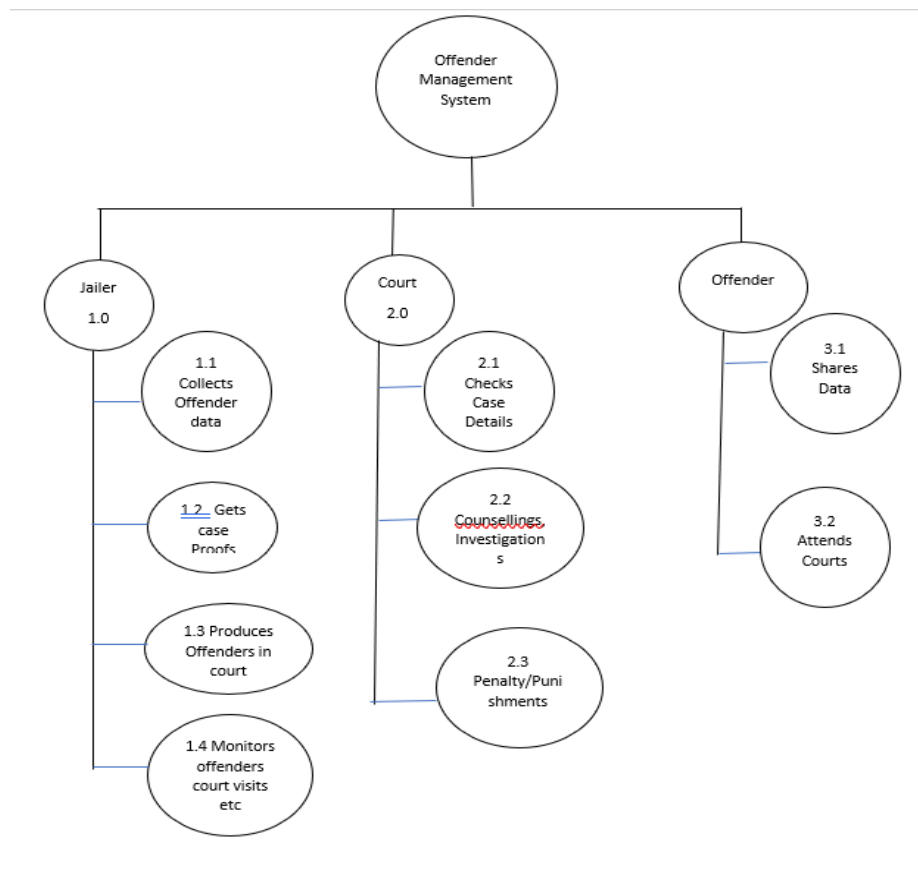 Offender
Management
System
Jailer
1.0
1.1
Collects
Offender
data
1.2  Gets
case
Proofs
1.3 Produces
Offenders in
court
1.4 Monitors
offenders
court visits
etc
Court
2.0
2.1
Checks
Case
Details
2.2
Counsellings,
Investigation
s
2.3
Penalty/Puni
shments
Offender
3.1
Shares
Data
3.2
Attends
Courts